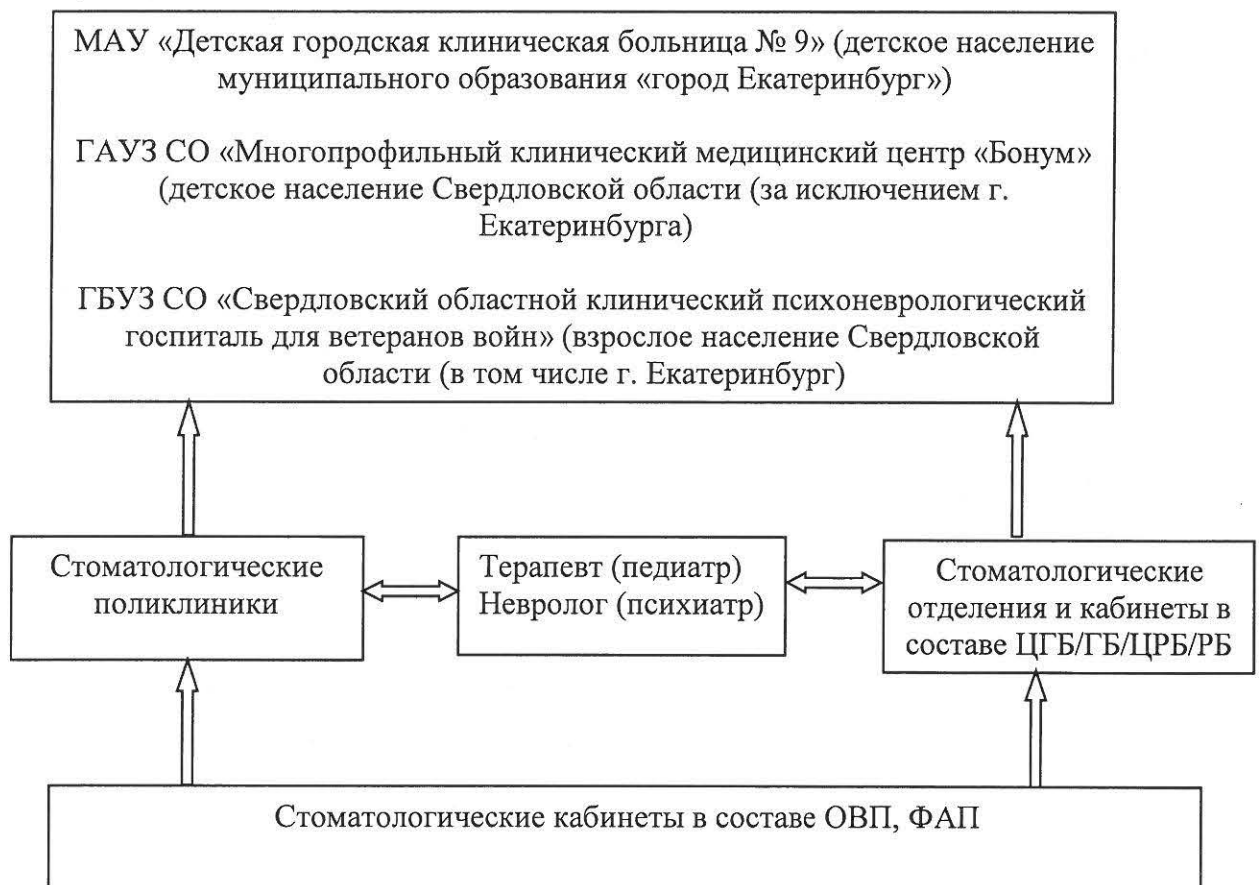 МАУ «Детская городская клиническая больница № 9» (детское население
муниципального образования «город Екатеринбург»)
ГАУЗ СО «Многопрофильный клинический медицинский центр «Бонум»
(детское население Свердловской области (за исключением г.
Екатеринбурга)
ГБУЗ СО «Свердловский областной клинический психоневрологический
госпиталь для ветеранов войн» (взрослое население Свердловской
области (в том числе г. Екатеринбург)
Стоматологические
поликлиники
Терапевт (педиатр)
Невролог (психиатр)
Стоматологические
отделения и кабинеты в
составе ЦГБ/ГБ/ЦРБ/РБ
Стоматологические кабинеты в составе ОВП, ФАП